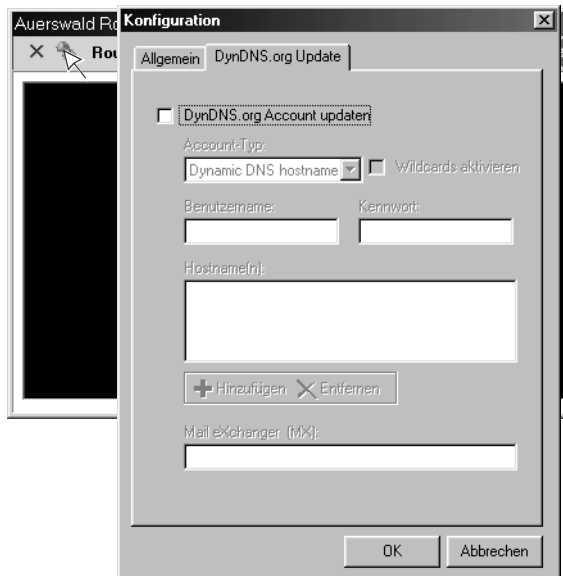 Auerswald Ro
Konfiguration
Rou
Allgemein
DynDNS.org Update
DynDNS.org Account updaten
Account-Typ:
Dynamic DNS hostname
Wildcards aktivieren
Benutzername:
Kennwort:
Hostname(n):
Hinzufügen
Entfernen
Mail eXchanger (MX):
OK
Abbrechen